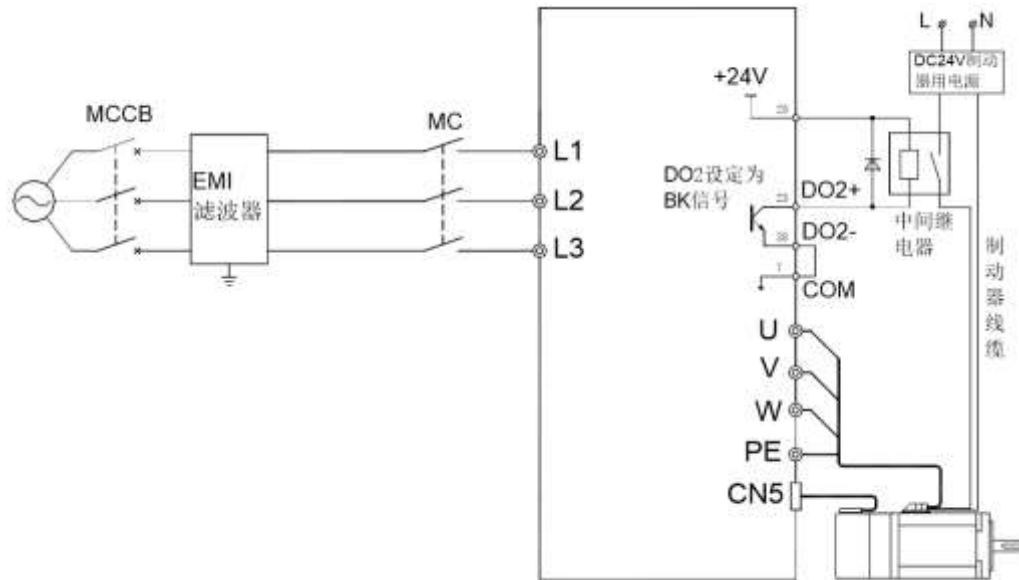 L
N
DC24V制动
器用电源
+24V
MCCB
MC
L1
EMI
滤波器
L2
L3
DO2设定为
BK信号
DO2+
DO2-
COM
中间继
电器
制
动
器
线
缆
U
V
W
PE
CN5